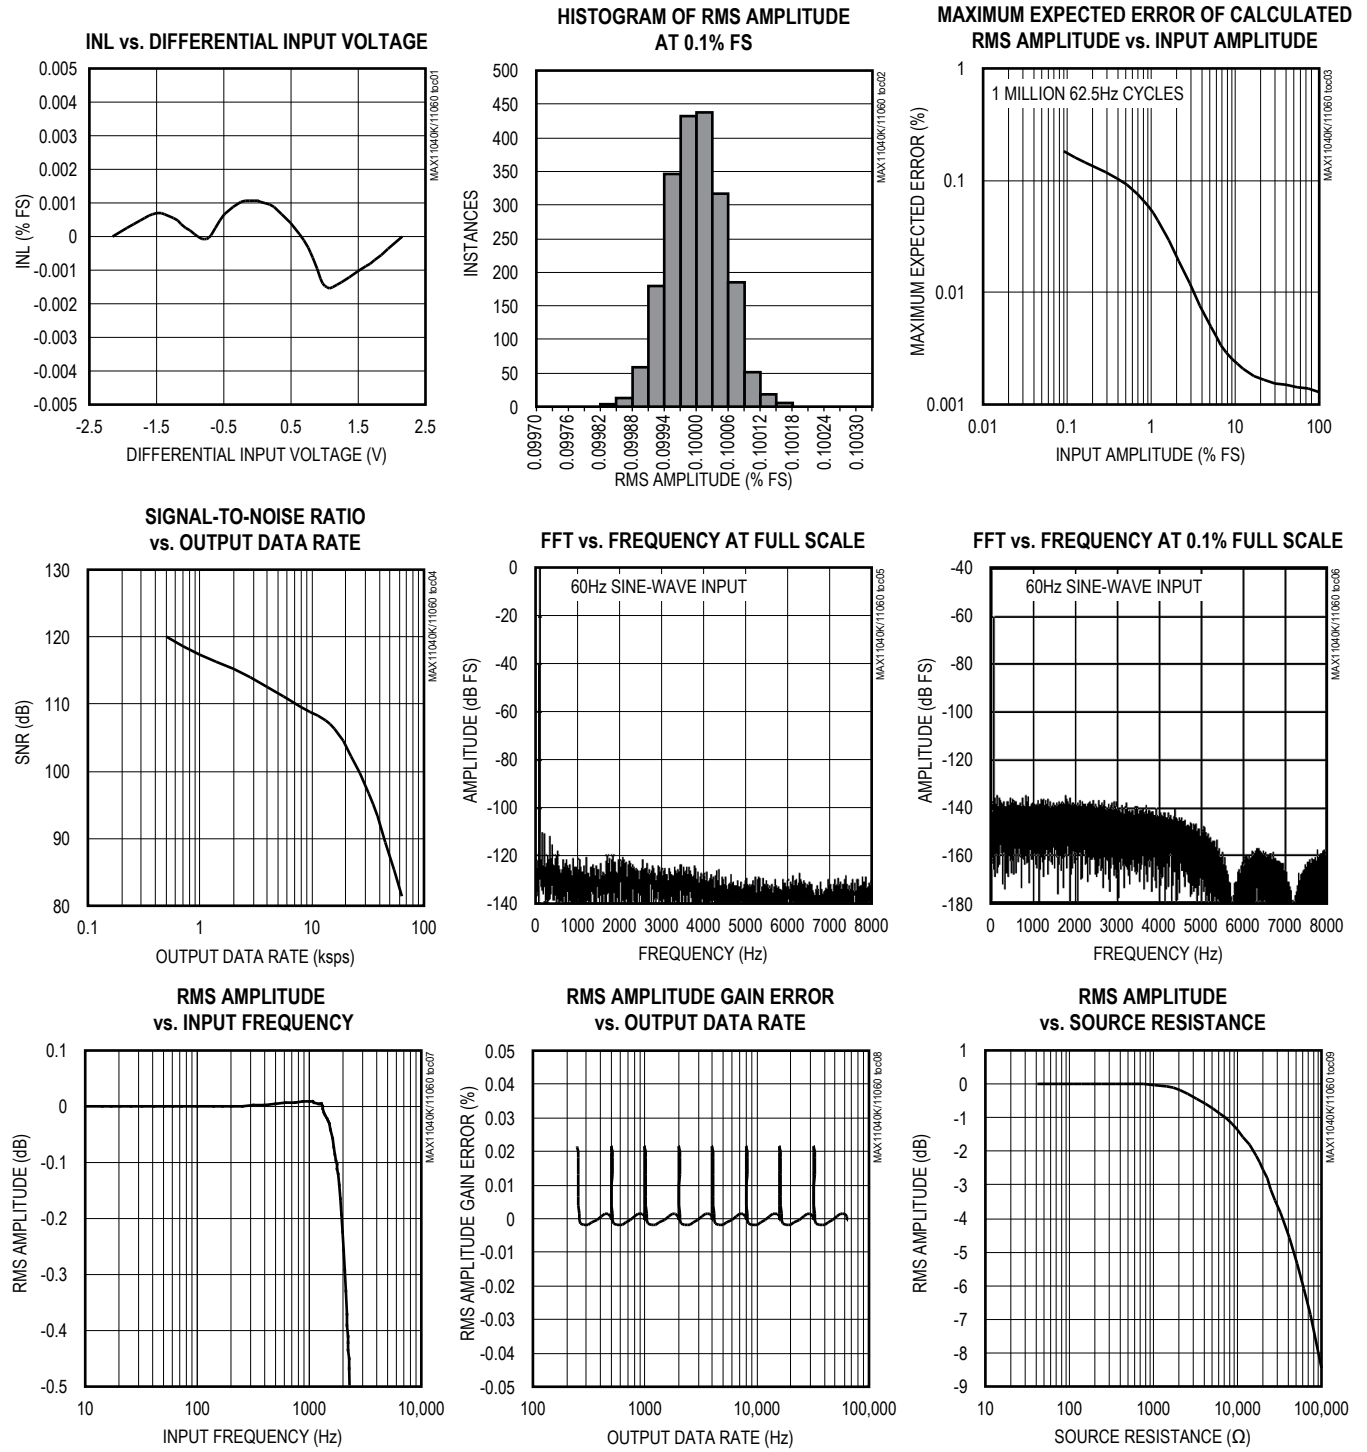 INL vs. DIFFERENTIAL INPUT VOLTAGE
MAX11040K/11060 toc01
INL (% FS)
0.005
0.004
0.003
0.002
0.001
0
-0.001
-0.002
-0.003
-0.004
-0.005
-2.5 -1.5 -0.5 0.5 1.5 2.5
DIFFERENTIAL INPUT VOLTAGE (V)
HISTOGRAM OF RMS AMPLITUDE
AT 0.1% FS
MAX11040K/11060 toc02
INSTANCES
500
450
400
350
300
250
200
150
100
50
0
0.09970 0.09976 0.09982 0.09988 0.09994 0.10000 0.10006 0.10012 0.10018 0.10024 0.10030
RMS AMPLITUDE (% FS)
MAXIMUM EXPECTED ERROR OF CALCULATED
RMS AMPLITUDE vs. INPUT AMPLITUDE
MAX11040K/11060 toc03
1 MILLION 62.5Hz CYCLES
MAXIMUM EXPECTED ERROR (%)
1
0.1
0.01
0.001
0.01 0.1 1 10 100
INPUT AMPLITUDE (% FS)
SIGNAL-TO-NOISE RATIO
vs. OUTPUT DATA RATE
MAX11040K/11060 toc04
SNR (dB)
130
120
110
100
90
80
0.1 1 10 100
OUTPUT DATA RATE (ksps)
FFT vs. FREQUENCY AT FULL SCALE
MAX11040K/11060 toc05
60Hz SINE-WAVE INPUT
AMPLITUDE (dB FS)
0
-20
-40
-60
-80
-100
-120
-140
0 1000 2000 3000 4000 5000 6000 7000 8000
FREQUENCY (Hz)
FFT vs. FREQUENCY AT 0.1% FULL SCALE
MAX11040K/11060 toc06
60Hz SINE-WAVE INPUT
AMPLITUDE (dB FS)
-40
-60
-80
-100
-120
-140
-160
-180
0 1000 2000 3000 4000 5000 6000 7000 8000
FREQUENCY (Hz)
RMS AMPLITUDE
vs. INPUT FREQUENCY
MAX11040K/11060 toc07
RMS AMPLITUDE (dB)
0.1
0
-0.1
-0.2
-0.3
-0.4
-0.5
10 100 1000 10,000
INPUT FREQUENCY (Hz)
RMS AMPLITUDE GAIN ERROR
vs. OUTPUT DATA RATE
MAX11040K/11060 toc08
RMS AMPLITUDE GAIN ERROR (%)
0.05
0.04
0.03
0.02
0.01
0
-0.01
-0.02
-0.03
-0.04
-0.05
100 1000 10,000 100,000
OUTPUT DATA RATE (Hz)
RMS AMPLITUDE
vs. SOURCE RESISTANCE
MAX11040K/11060 toc09
RMS AMPLITUDE (dB)
1
0
-1
-2
-3
-4
-5
-6
-7
-8
-9
10 100 1000 10,000 100,000
SOURCE RESISTANCE (Ω)